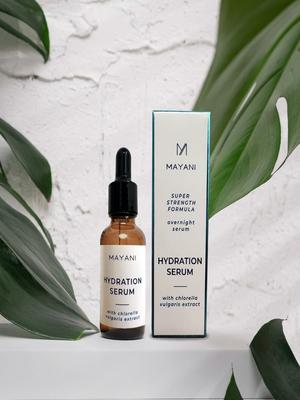 MAYANI
SUPER
STRENGTH
FORMULA
overnight
serum
HYDRATION
SERUM
with chlorella
vulgaris extract
MAYANI
HYDRATION
SERUM
with chlorella
vulgaris extract